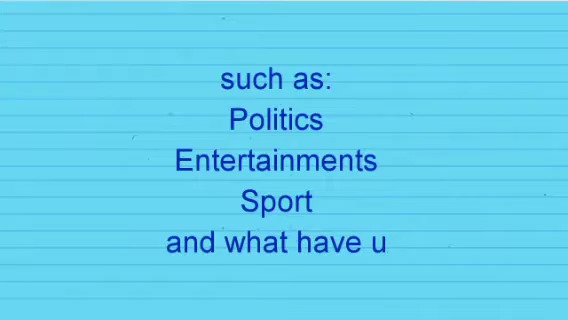 such as:
Politics
Entertainments
Sport
and what have u